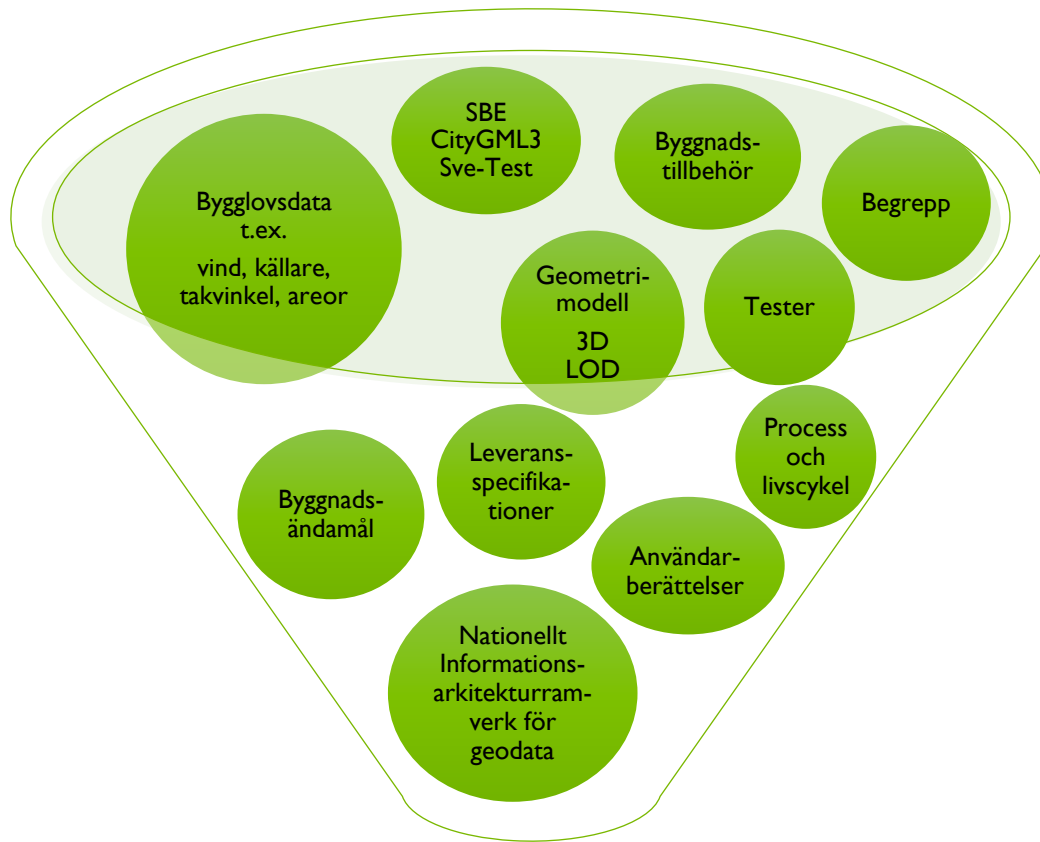 SBE
CityGML3
Sve-Test
Byggnads-
tillbehör
Begrepp
Bygglovsdata
t.ex.
vind, källare,
takvinkel, areor
Geometri-
modell
3D
LOD
Tester
Process
och
livscykel
Leverans-
specifika-
tioner
Byggnads-
ändamål
Användar-
berättelser
Nationellt
Informations-
arkitekturram-
verk för
geodata